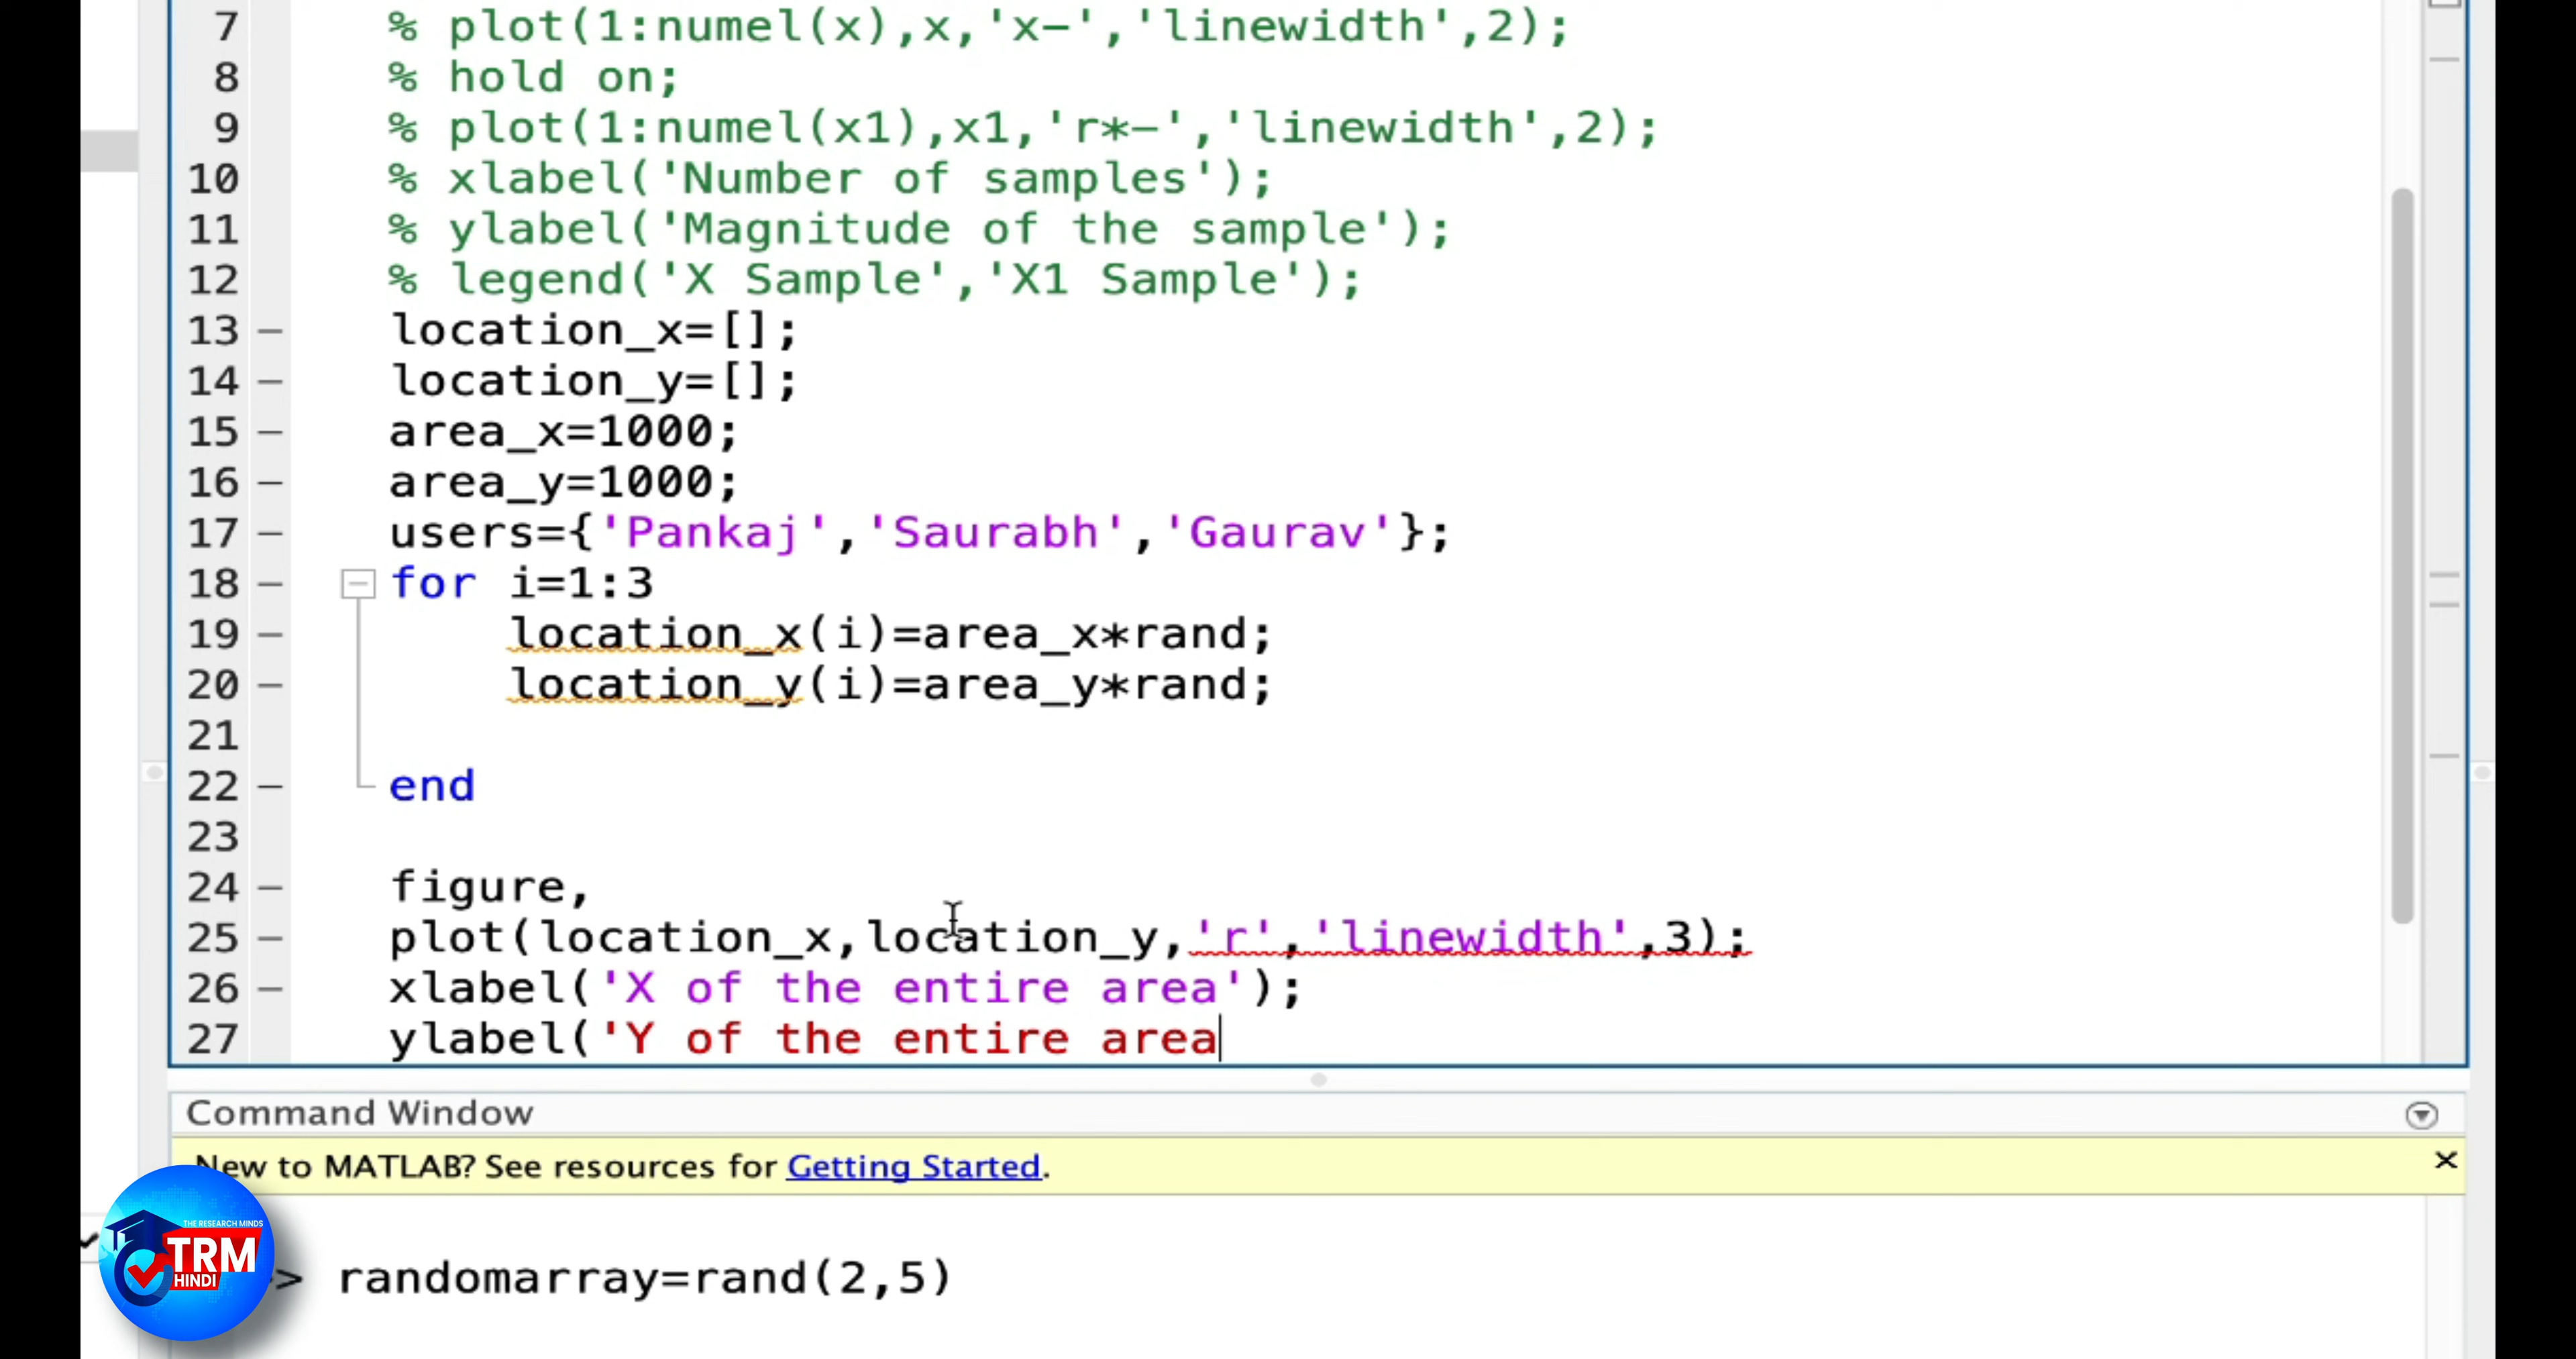 7 % plot(1:numel(x),x,'x-','linewidth',2);
8 % hold on;
9 % plot(1:numel(x1),x1,'r*-','linewidth',2);
10 % xlabel('Number of samples');
11 % ylabel('Magnitude of the sample');
12 % legend('X Sample','X1 Sample');
13 – location_x=[];
14 – location_y=[];
15 – area_x=1000;
16 – area_y=1000;
17 – users={'Pankaj','Saurabh','Gaurav'};
18 – for i=1:3
19 – location_x(i)=area_x*rand;
20 – location_y(i)=area_y*rand;
21
22 – end
23
24 – figure,
25 – plot(location_x,location_y,'r','linewidth',3);
26 – xlabel('X of the entire area');
27 ylabel('Y of the entire area
Command Window
New to MATLAB? See resources for Getting Started.
>> randomarray=rand(2,5)
THE RESEARCH MINDS
TRM
HINDI